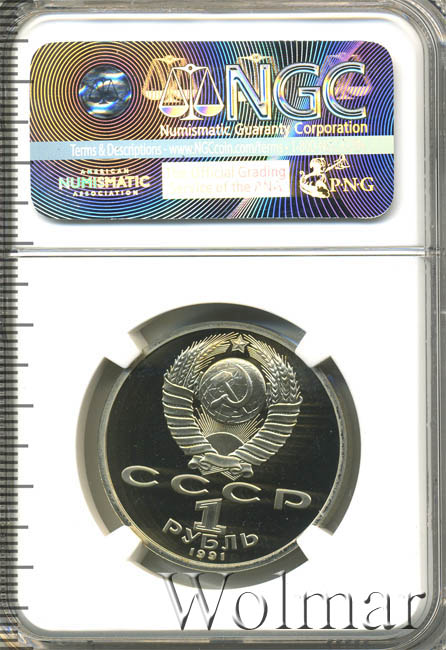 NGC
Numismatic Guaranty Corporation
Terms & Descriptions - www.NGCcoin.com/terms
AMERICAN
NUMISMATIC
ASSOCIATION
The Official Grading
Service of the ANA
P·N·G
СССР
1
РУБЛЬ
1991
Wolmar